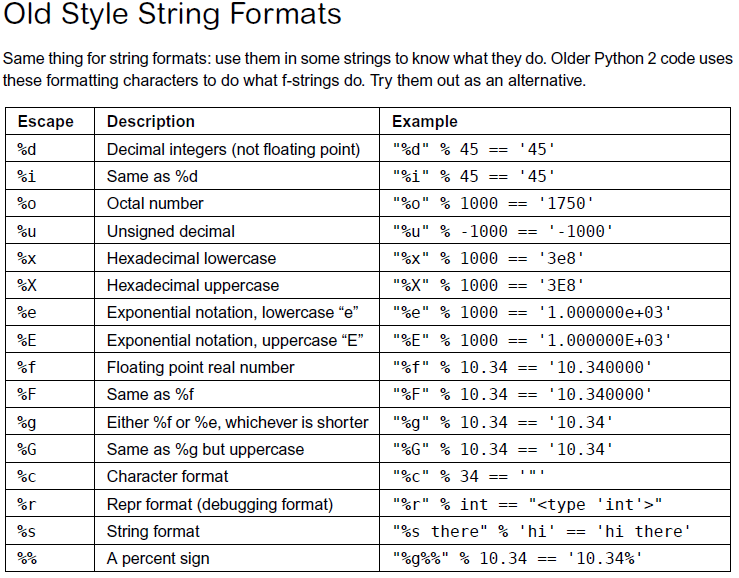 Old Style String Formats
Same thing for string formats: use them in some strings to know what they do. Older Python 2 code uses
these formatting characters to do what f-strings do. Try them out as an alternative.
Escape Description Example
%d Decimal integers (not floating point) "%d" % 45 == '45'
%i Same as %d "%i" % 45 == '45'
%o Octal number "%o" % 1000 == '1750'
%u Unsigned decimal "%u" % -1000 == '-1000'
%x Hexadecimal lowercase "%x" % 1000 == '3e8'
%X Hexadecimal uppercase "%X" % 1000 == '3E8'
%e Exponential notation, lowercase “e” "%e" % 1000 == '1.000000e+03'
%E Exponential notation, uppercase “E” "%E" % 1000 == '1.000000E+03'
%f Floating point real number "%f" % 10.34 == '10.340000'
%F Same as %f "%F" % 10.34 == '10.340000'
%g Either %f or %e, whichever is shorter "%g" % 10.34 == '10.34'
%G Same as %g but uppercase "%G" % 10.34 == '10.34'
%c Character format "%c" % 34 == '"'
%r Repr format (debugging format) "%r" % int == "<type 'int'>"
%s String format "%s there" % 'hi' == 'hi there'
%% A percent sign "%g%%" % 10.34 == '10.34%'